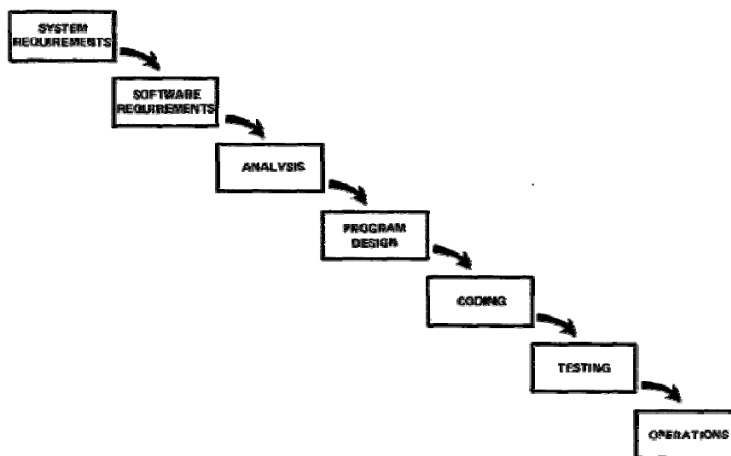 SYSTEM
REQUIREMENTS
SOFTWARE
REQUIREMENTS
ANALYSIS
PROGRAM
DESIGN
CODING
TESTING
OPERATIONS